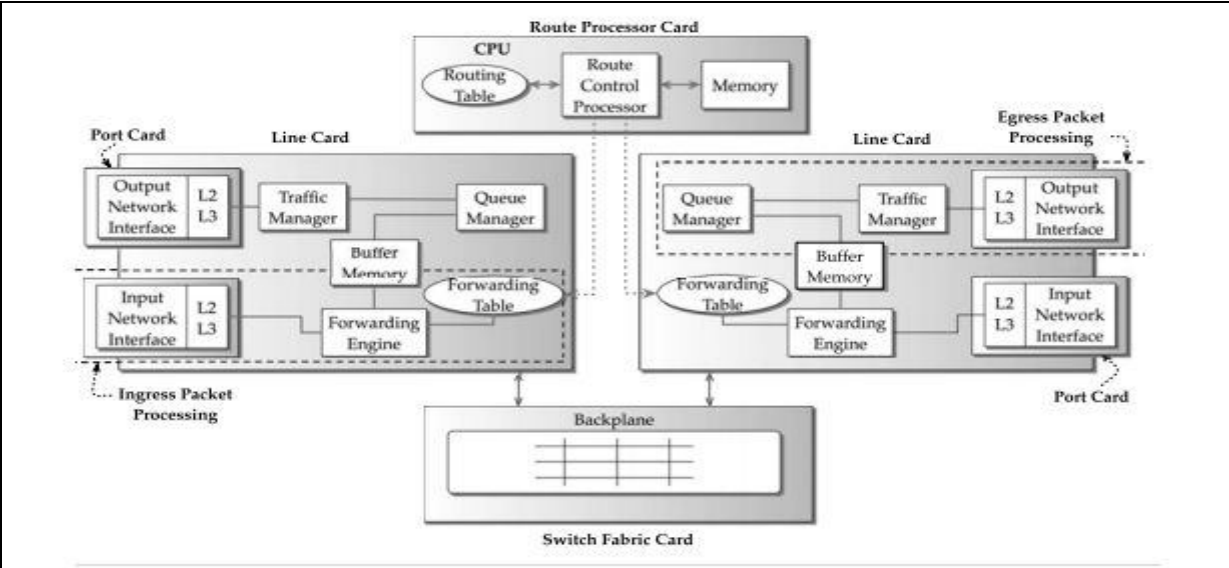 Route Processor Card
CPU
Routing
Table
Route
Control
Processor
Memory
Port Card
Line Card
Output
Network
Interface
L2
L3
Traffic
Manager
Queue
Manager
Buffer
Memory
Input
Network
Interface
L2
L3
Forwarding
Engine
Forwarding
Table
Ingress Packet
Processing
Line Card
Egress Packet
Processing
Queue
Manager
Traffic
Manager
L2
L3
Output
Network
Interface
Buffer
Memory
Forwarding
Table
Forwarding
Engine
L2
L3
Input
Network
Interface
Port Card
Backplane
Switch Fabric Card